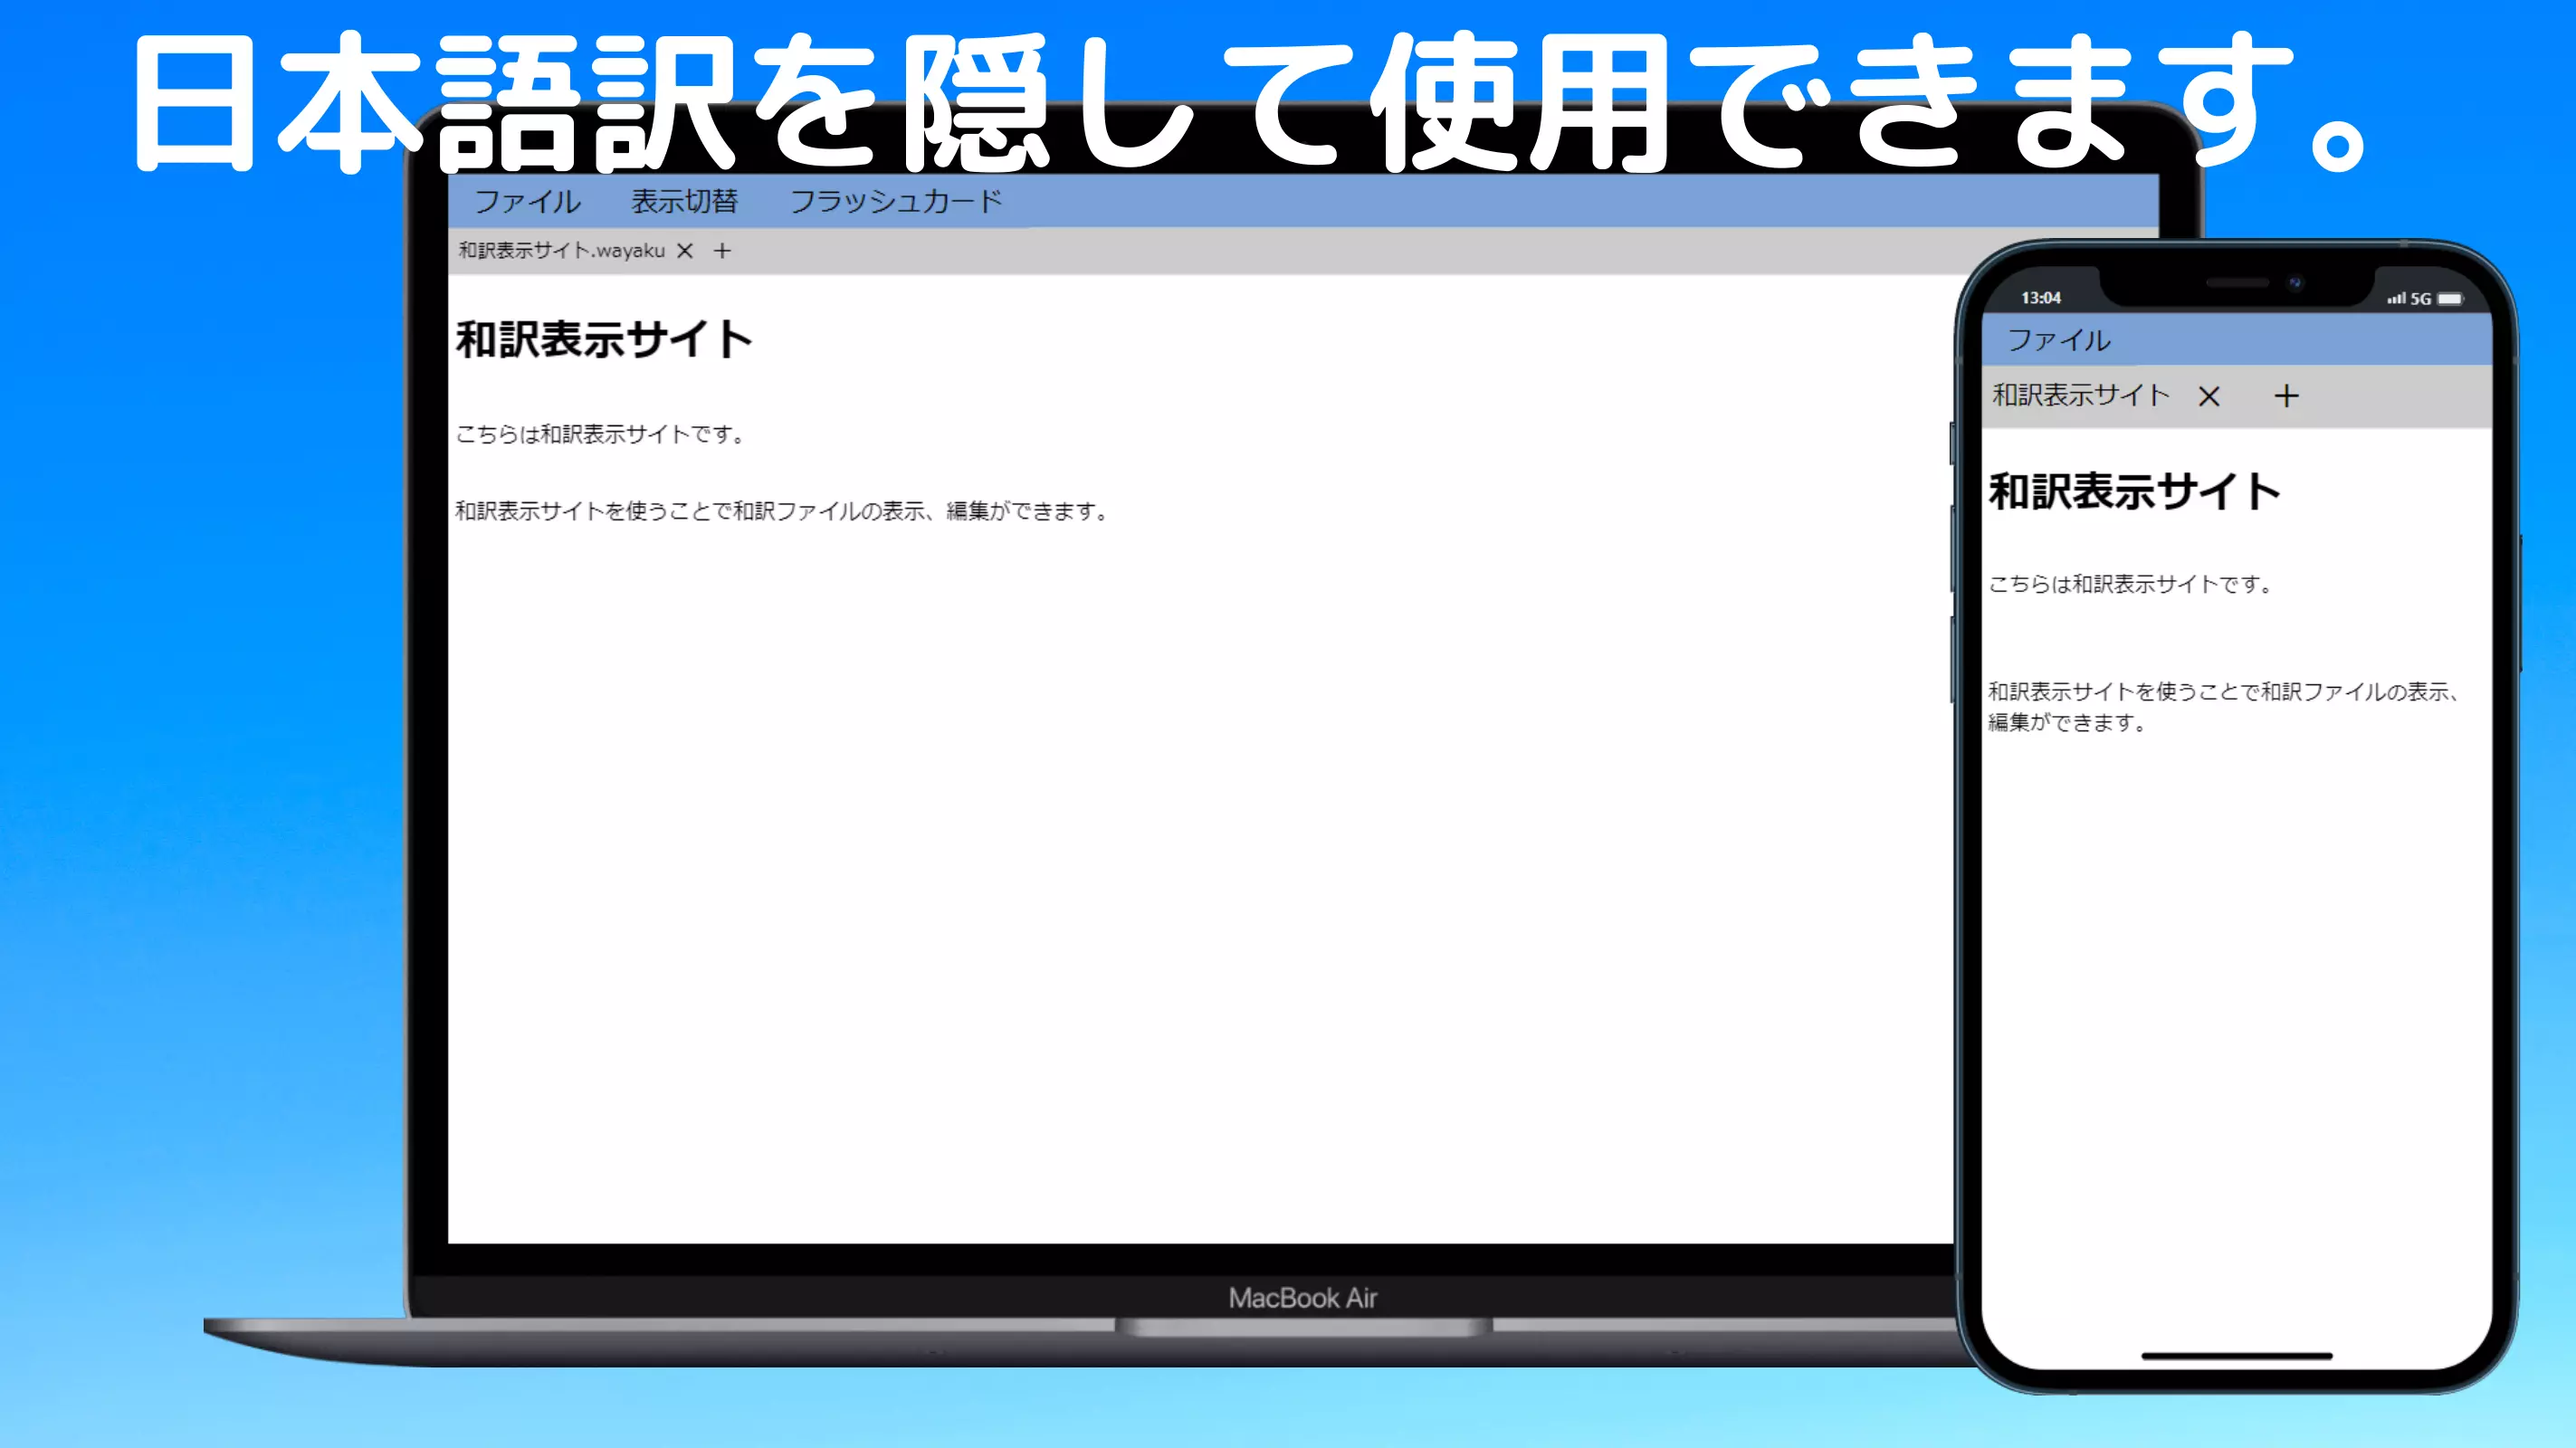 日本語訳を隠して使用できます。
ファイル 表示切替 フラッシュカード
和訳表示サイト.wayaku × +
和訳表示サイト
こちらは和訳表示サイトです。
和訳表示サイトを使うことで和訳ファイルの表示、編集ができます。
MacBook Air
13:04 5G
ファイル
和訳表示サイト × +
和訳表示サイト
こちらは和訳表示サイトです。
和訳表示サイトを使うことで和訳ファイルの表示、
編集ができます。